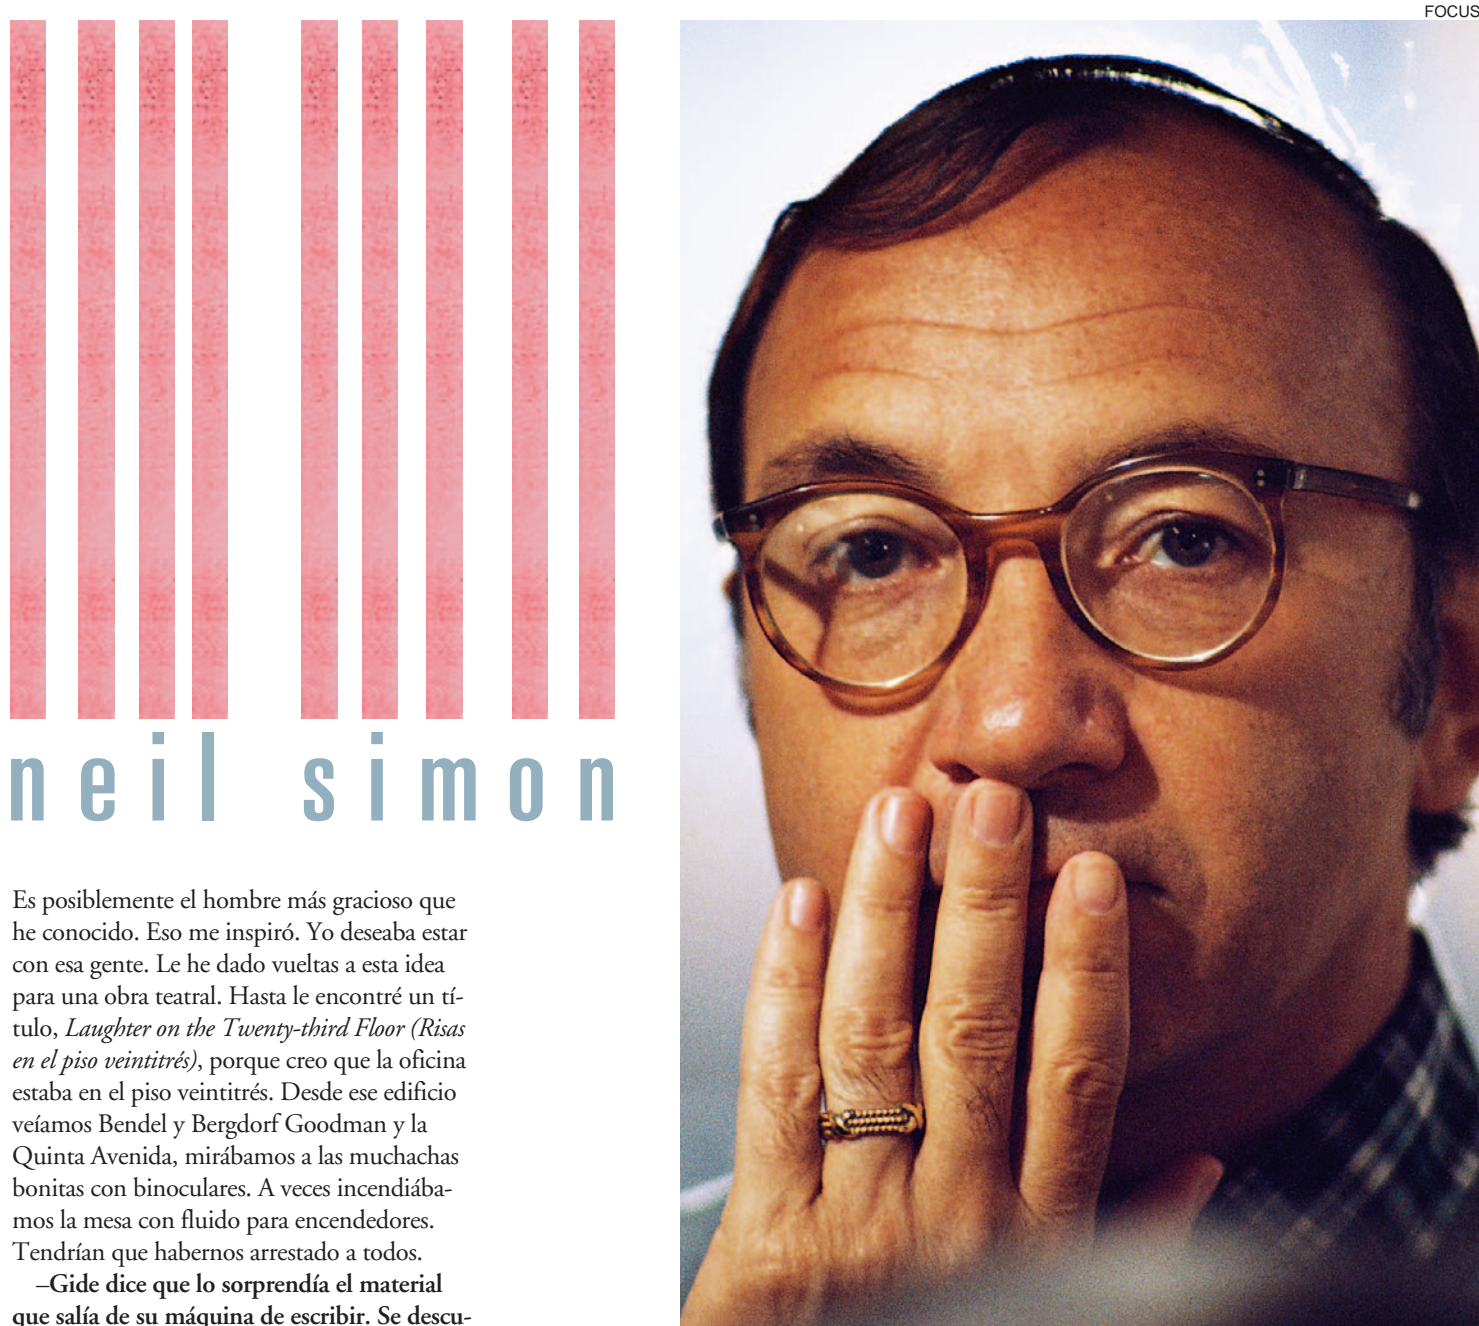 FOCUS
neil simon
Es posiblemente el hombre más gracioso que
he conocido. Eso me inspiró. Yo deseaba estar
con esa gente. Le he dado vueltas a esta idea
para una obra teatral. Hasta le encontré un tí-
tulo, Laughter on the Twenty-third Floor (Risas
en el piso veintitrés), porque creo que la oficina
estaba en el piso veintitrés. Desde ese edificio
veíamos Bendel y Bergdorf Goodman y la
Quinta Avenida, mirábamos a las muchachas
bonitas con binoculares. A veces incendiába-
mos la mesa con fluido para encendedores.
Tendrían que habernos arrestado a todos.
–Gide dice que lo sorprendía el material
que salía de su máquina de escribir. Se descu-